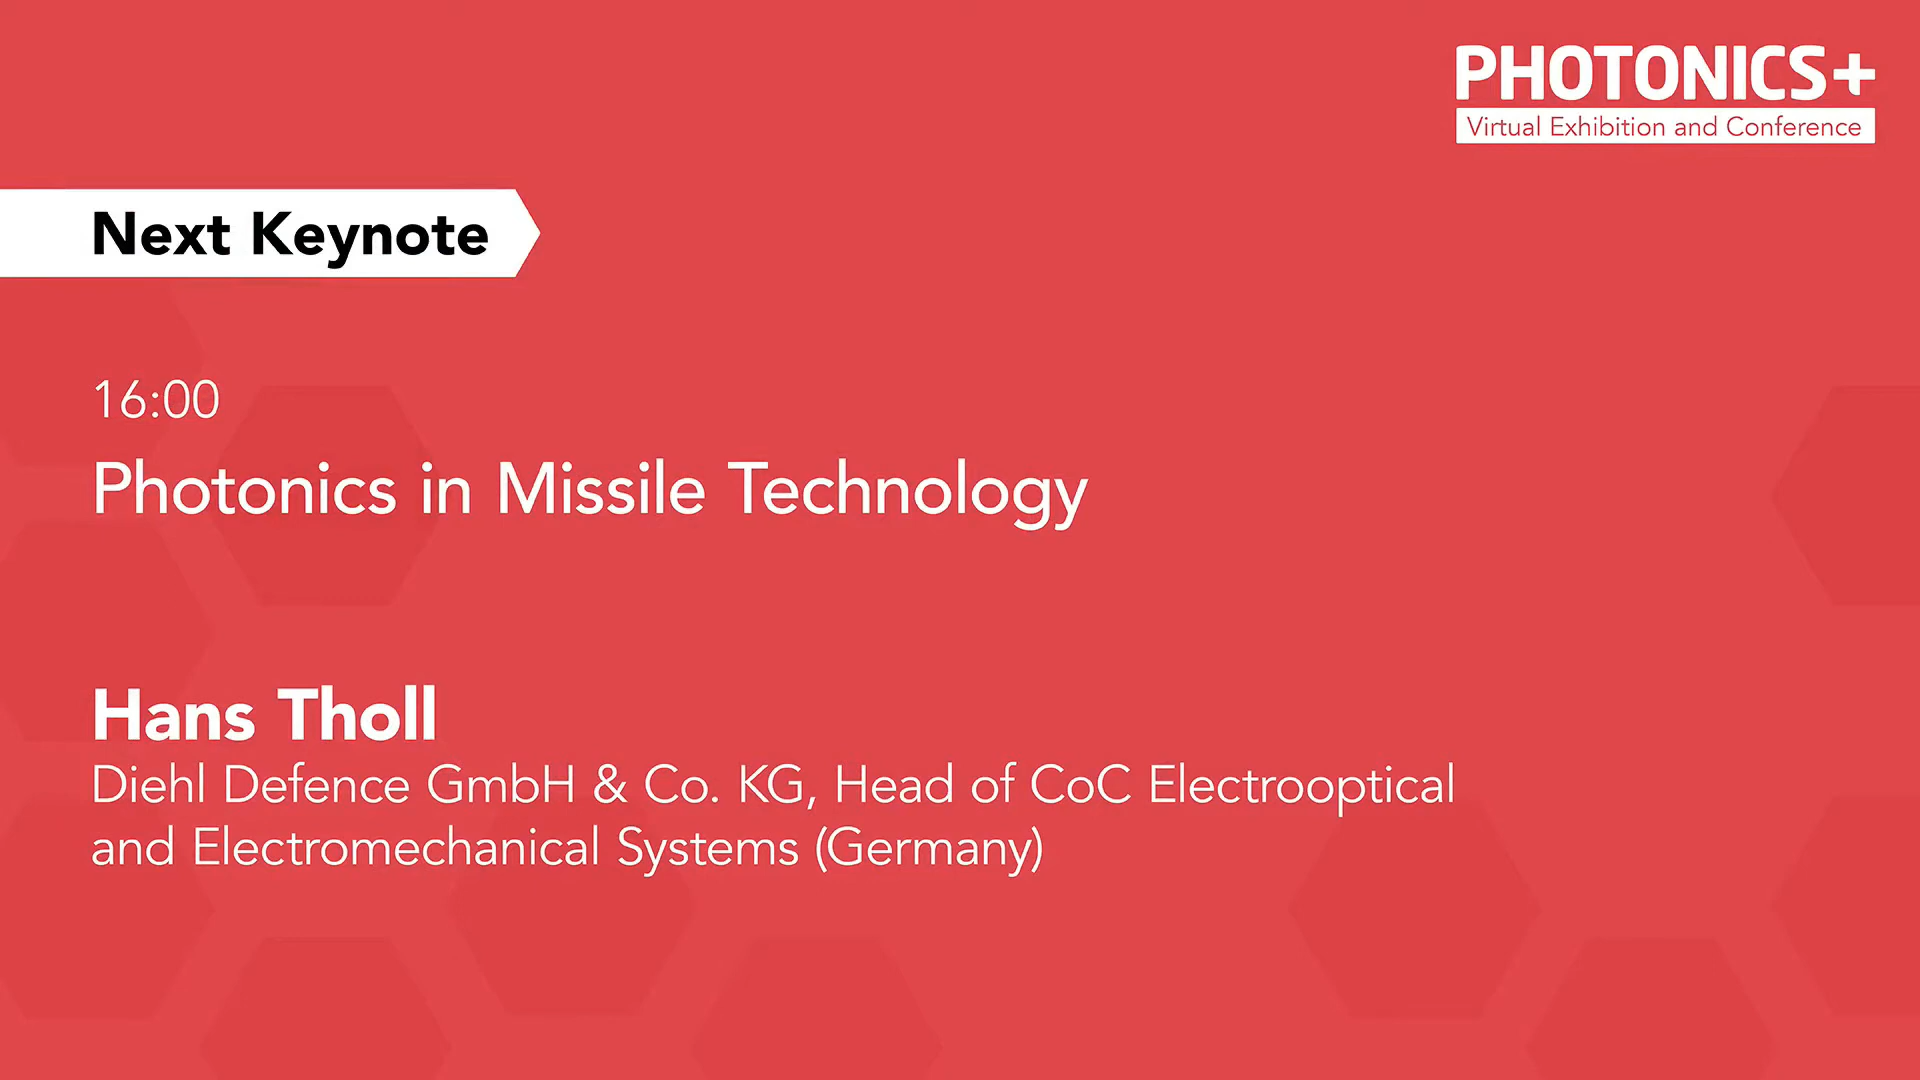 PHOTONICS+
Virtual Exhibition and Conference
Next Keynote
16:00
Photonics in Missile Technology
Hans Tholl
Diehl Defence GmbH & Co. KG, Head of CoC Electrooptical
and Electromechanical Systems (Germany)